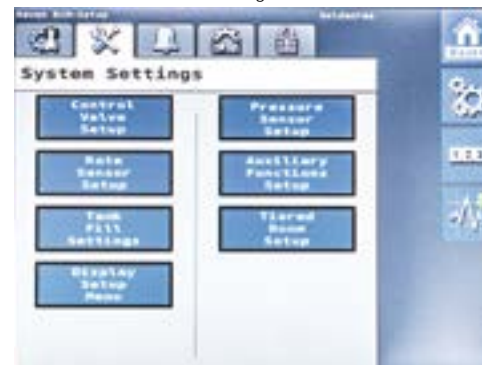 System Settings
Control
Valve
Setup
Pressure
Sensor
Setup
Rate
Sensor
Setup
Auxiliary
Functions
Setup
Tank
Fill
Settings
Tiered
Boom
Setup
Display
Setup
Menu